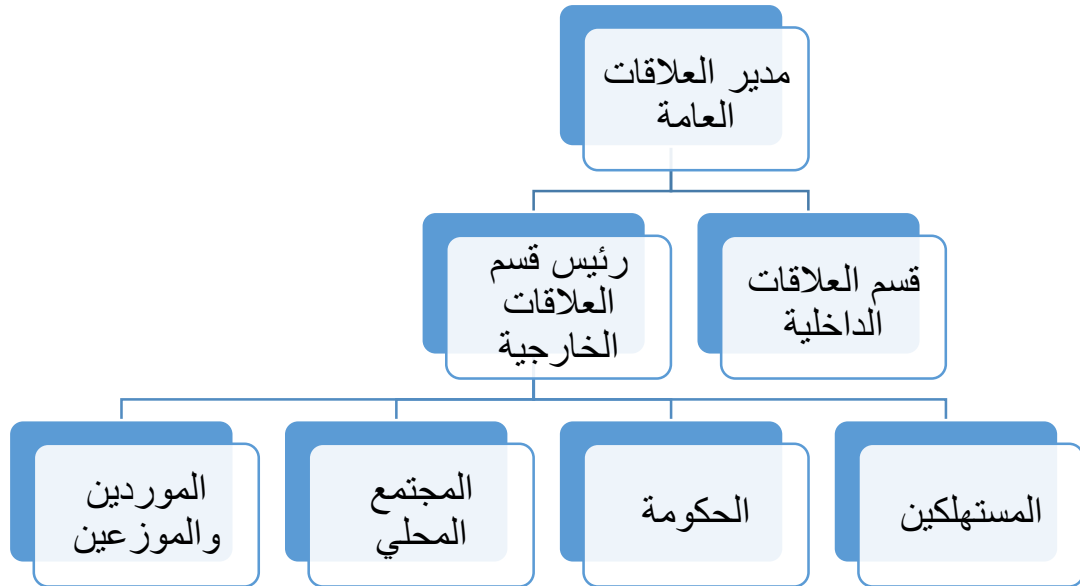 مدير العلاقات
العامة
قسم العلاقات
الداخلية
رئيس قسم
العلاقات
الخارجية
المستهلكين
الحكومة
المجتمع
المحلي
الموردين
والموزعين